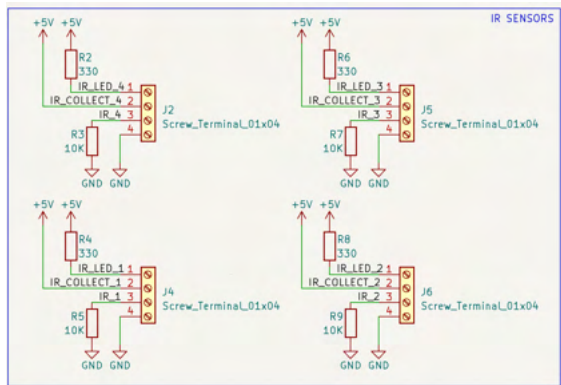 IR SENSORS
+5V +5V
R2
330
IR_LED_4 1
IR_COLLECT_4 2
IR_4 3
4
J2
Screw_Terminal_01x04
R3
10K
GND GND
+5V +5V
R6
330
IR_LED_3 1
IR_COLLECT_3 2
IR_3 3
4
J5
Screw_Terminal_01x04
R7
10K
GND GND
+5V +5V
R4
330
IR_LED_1 1
IR_COLLECT_1 2
IR_1 3
4
J4
Screw_Terminal_01x04
R5
10K
GND GND
+5V +5V
R8
330
IR_LED_2 1
IR_COLLECT_2 2
IR_2 3
4
J6
Screw_Terminal_01x04
R9
10K
GND GND